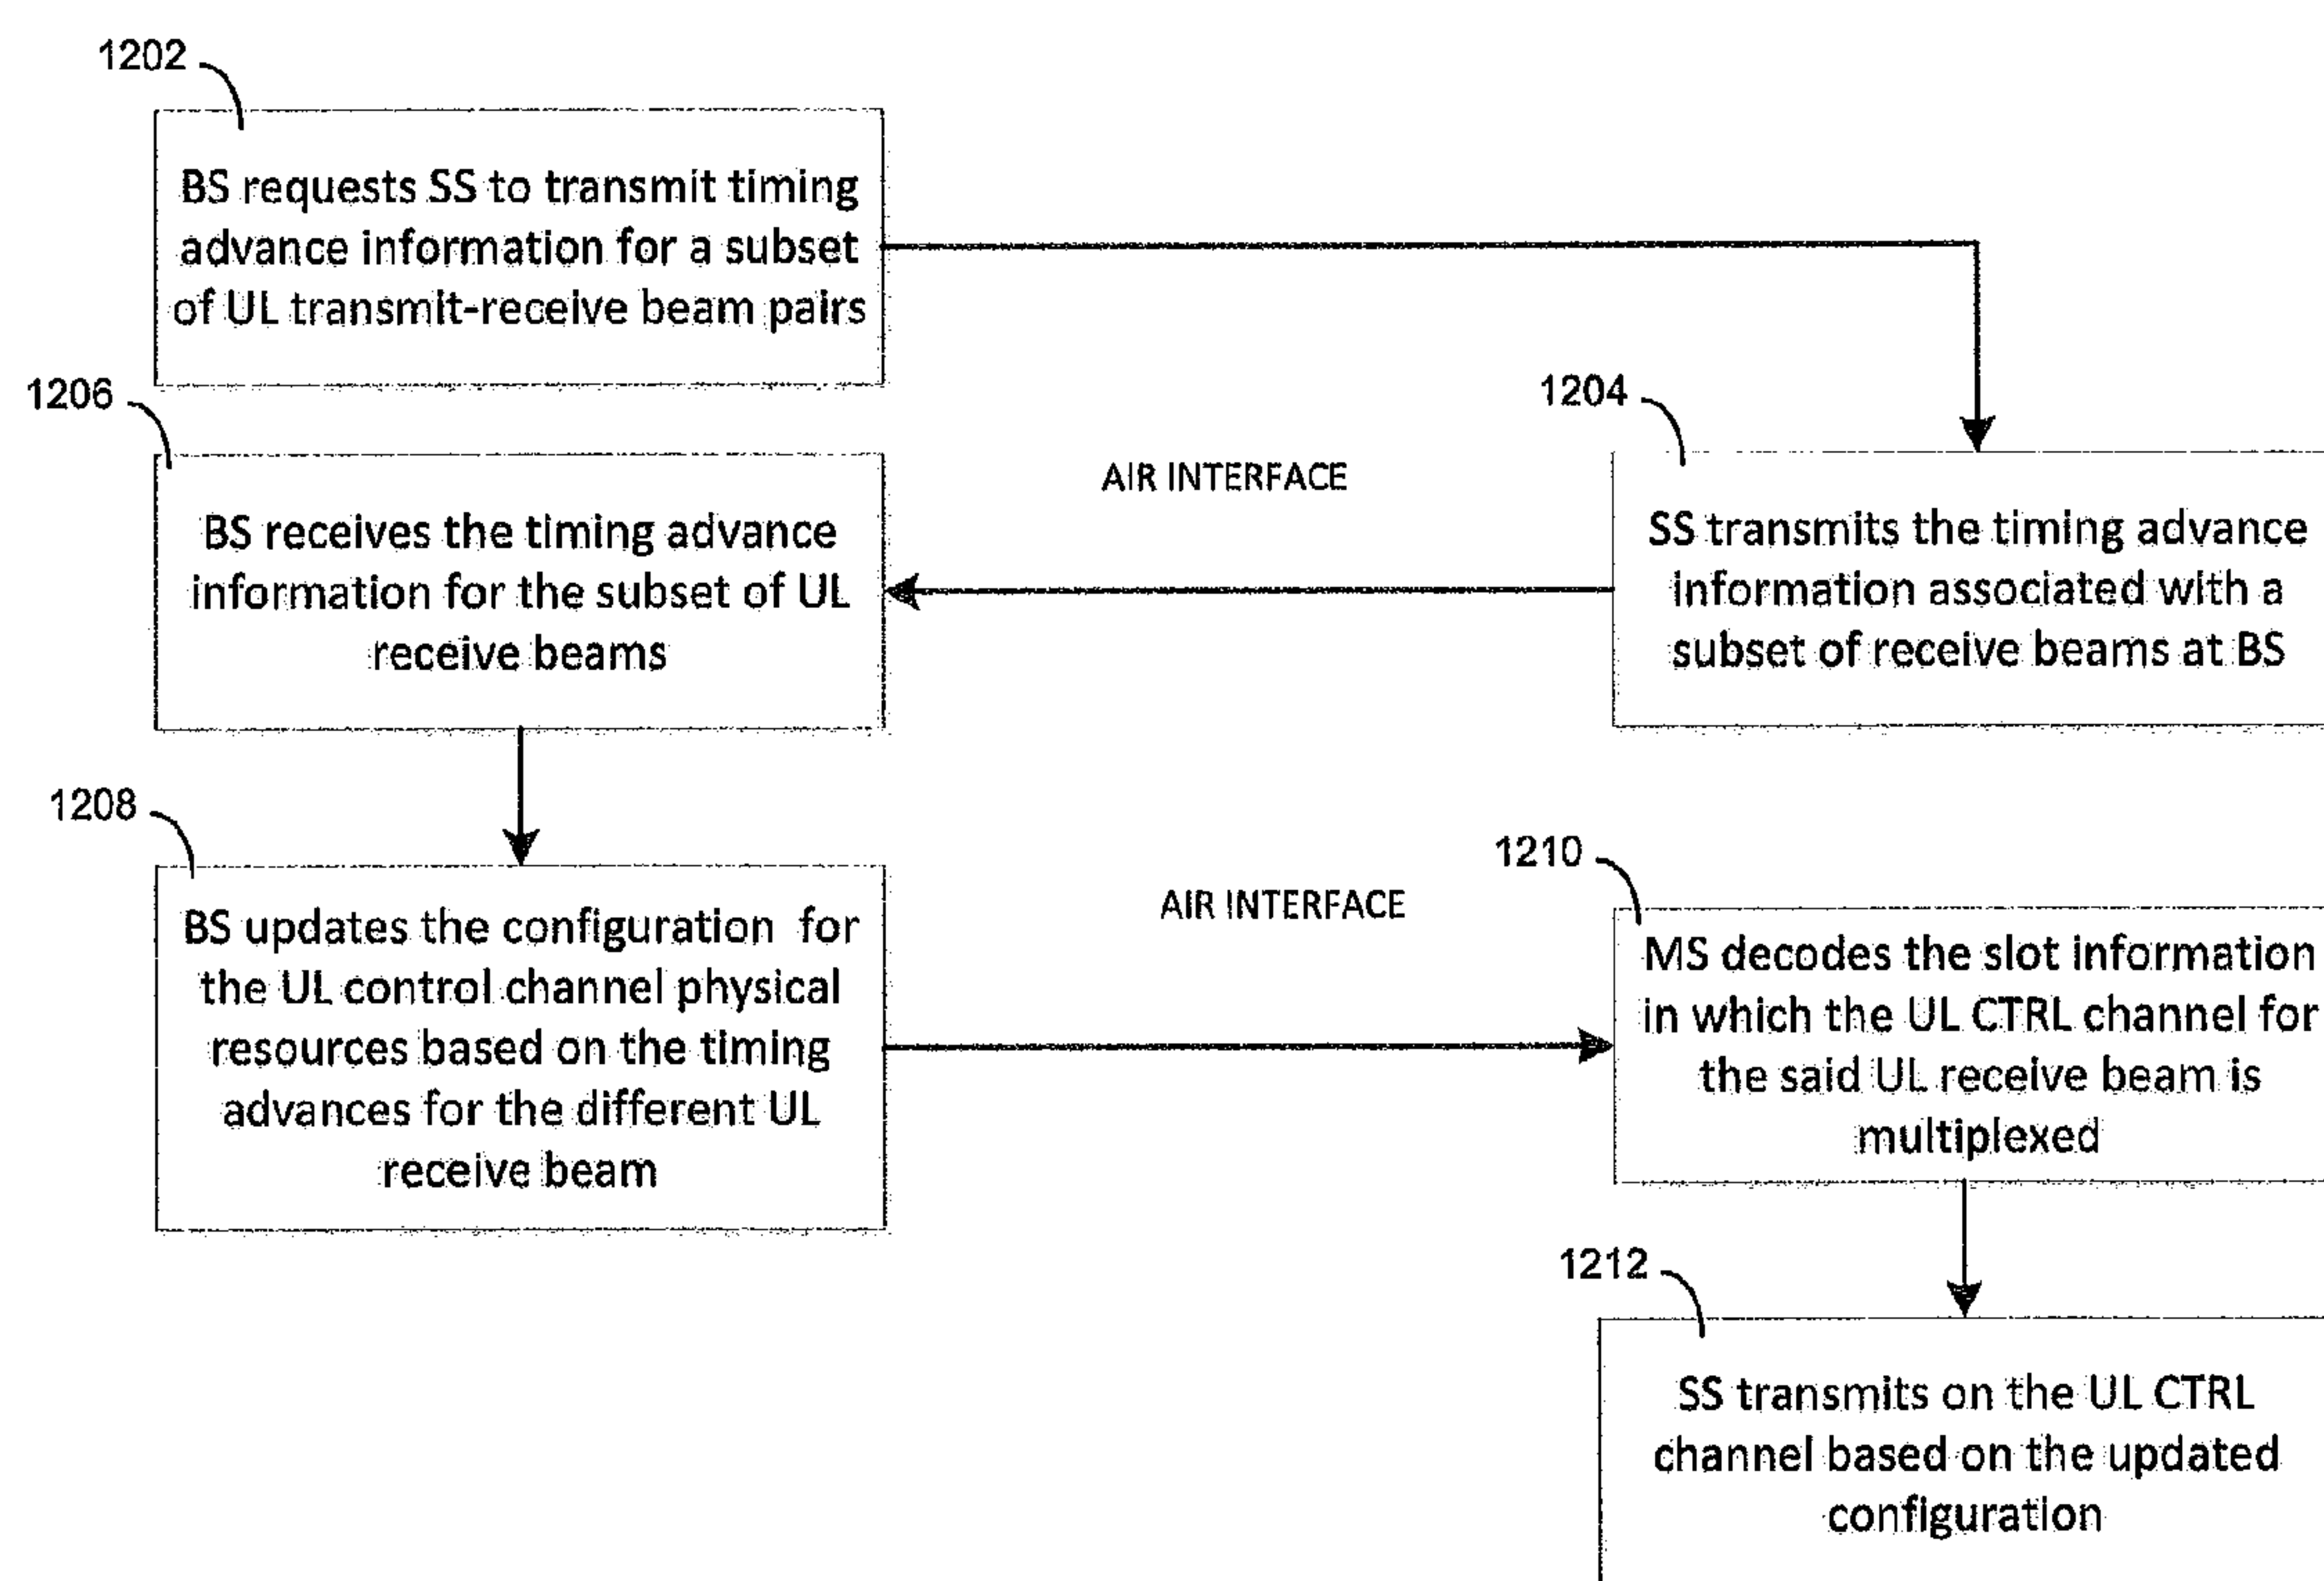 1202
BS requests SS to transmit timing
advance information for a subset
of UL transmit-receive beam pairs
1206
BS receives the timing advance
information for the subset of UL
receive beams
AIR INTERFACE
1204
SS transmits the timing advance
information associated with a
subset of receive beams at BS
1208
BS updates the configuration for
the UL control channel physical
resources based on the timing
advances for the different UL
receive beam
AIR INTERFACE
1210
MS decodes the slot information
in which the UL CTRL channel for
the said UL receive beam is
multiplexed
1212
SS transmits on the UL CTRL
channel based on the updated
configuration